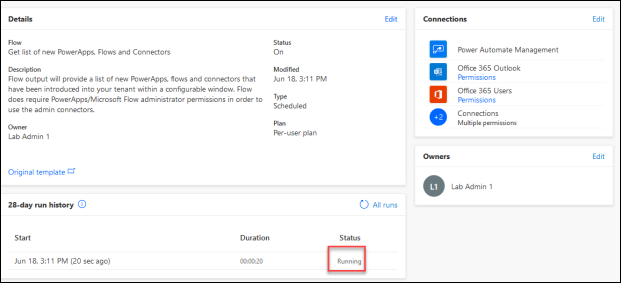 Details
Edit
Flow
Get list of new PowerApps, Flows and Connectors
Description
Flow output will provide a list of new PowerApps, flows and connectors that
have been introduced into your tenant within a configurable window. Flow
does require PowerApps/Microsoft Flow administrator permissions in order to
use the admin connectors.
Owner
Lab Admin 1
Status
On
Modified
Jun 18, 3:11 PM
Type
Scheduled
Plan
Per-user plan
Original template
Connections
Edit
Power Automate Management
Office 365 Outlook
Permissions
Office 365 Users
Permissions
+2
Connections
Multiple permissions
Owners
Edit
L1
Lab Admin 1
28-day run history
All runs
Start Duration Status
Jun 18, 3:11 PM (20 sec ago) 00:00:20 Running